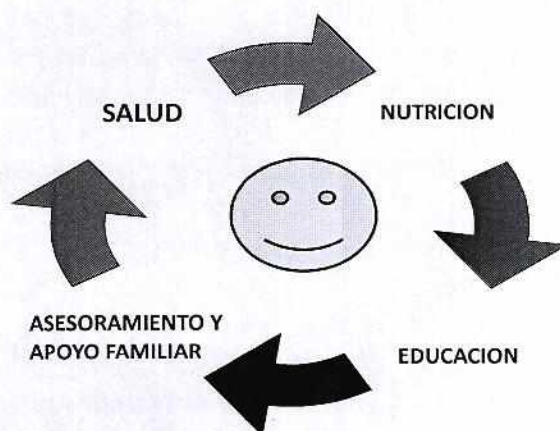 SALUD
NUTRICION
ASESORAMIENTO Y
APOYO FAMILIAR
EDUCACION